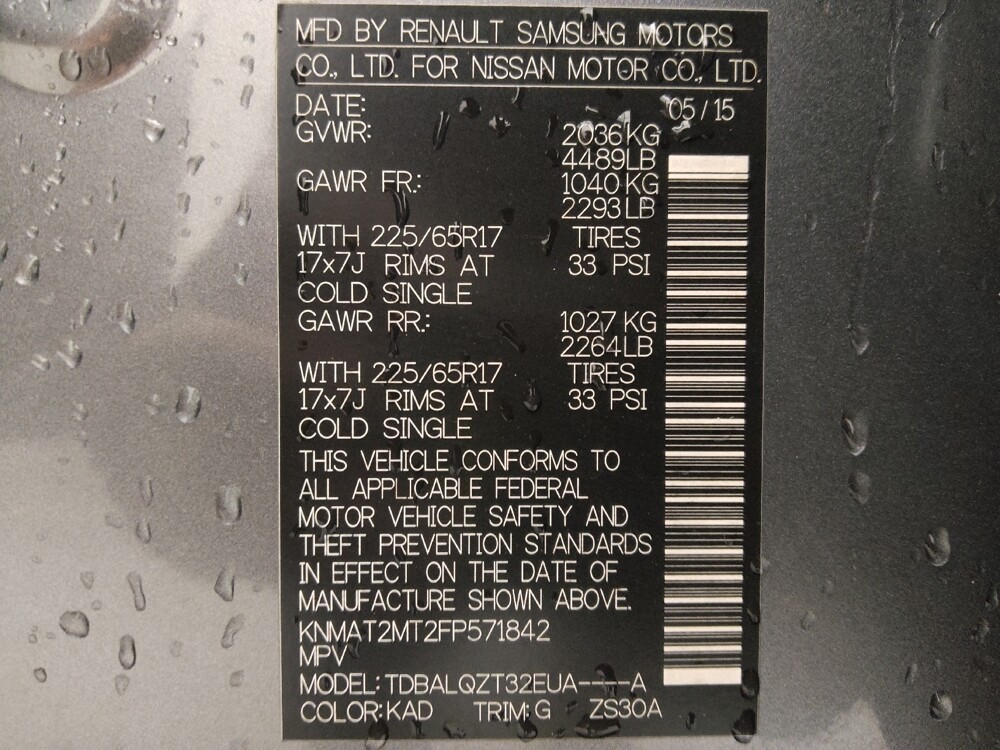 MFD BY RENAULT SAMSUNG MOTORS
CO., LTD. FOR NISSAN MOTOR CO., LTD.
DATE: 05/15
GVWR: 2036KG
4489LB
GAWR FR.: 1040KG
2293LB
WITH 225/65R17 TIRES
17x7J RIMS AT 33 PSI
COLD SINGLE
GAWR RR.: 1027 KG
2264LB
WITH 225/65R17 TIRES
17x7J RIMS AT 33 PSI
COLD SINGLE
THIS VEHICLE CONFORMS TO
ALL APPLICABLE FEDERAL
MOTOR VEHICLE SAFETY AND
THEFT PREVENTION STANDARDS
IN EFFECT ON THE DATE OF
MANUFACTURE SHOWN ABOVE.
KNMAT2MT2FP571842
MPV
MODEL: TDBALQZT32EUA----A
COLOR:KAD TRIM:G ZS30A